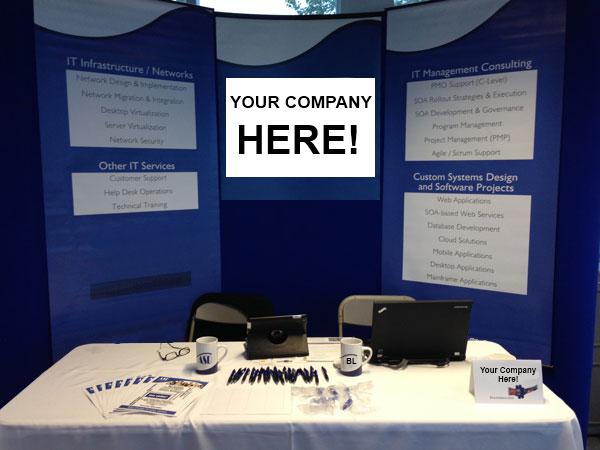 IT Infrastructure / Networks
Network Design & Implementation
Network Migration & Integration
Desktop Virtualization
Server Virtualization
Network Security
Other IT Services
Customer Support
Help Desk Operations
Technical Training
YOUR COMPANY
HERE!
IT Management Consulting
PMO Support (C-Level)
SOA Rollout Strategies & Execution
SOA Development & Governance
Program Management
Project Management (PMP)
Agile / Scrum Support
Custom Systems Design
and Software Projects
Web Applications
SOA-based Web Services
Database Development
Cloud Solutions
Mobile Applications
Desktop Applications
Mainframe Applications
BL
Your Company
Here!